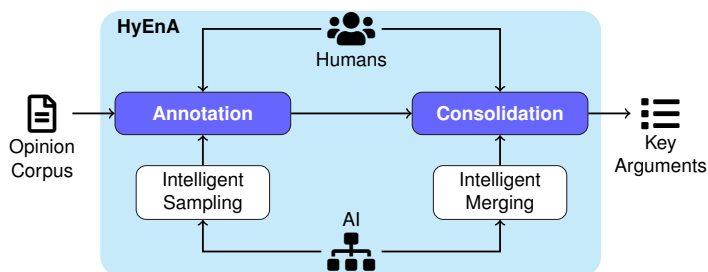 HyEnA
Humans
Annotation
Consolidation
Opinion
Corpus
Key
Arguments
Intelligent
Sampling
Intelligent
Merging
AI